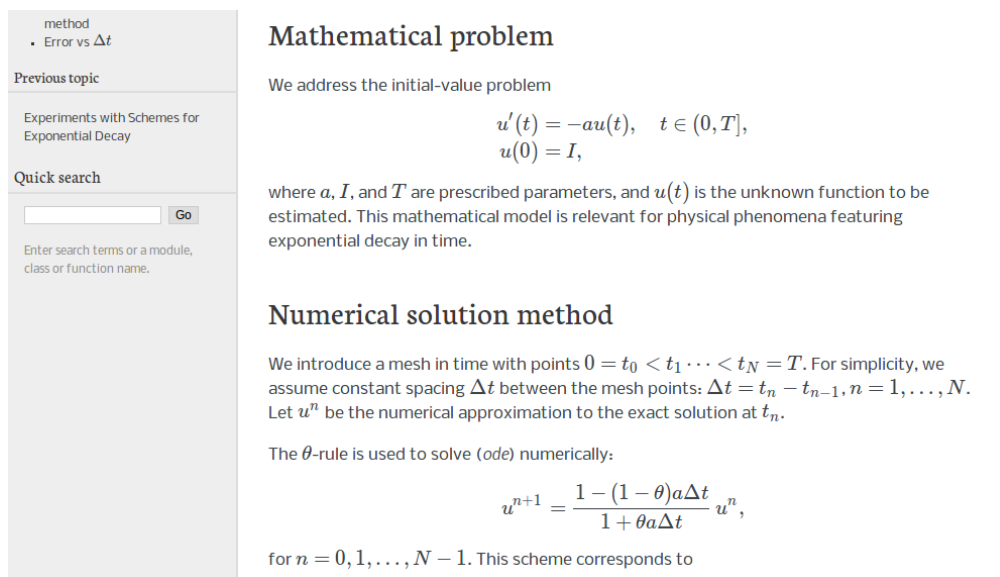 method
• Error vs Δt
Previous topic
Experiments with Schemes for
Exponential Decay
Quick search
Go
Enter search terms or a module,
class or function name.
Mathematical problem
We address the initial-value problem
u′(t) = −au(t), t ∈ (0, T],
u(0) = I,
where a, I, and T are prescribed parameters, and u(t) is the unknown function to be
estimated. This mathematical model is relevant for physical phenomena featuring
exponential decay in time.
Numerical solution method
We introduce a mesh in time with points 0 = t₀ < t₁ ⋯ < t_N = T. For simplicity, we
assume constant spacing Δt between the mesh points: Δt = t_n − t_{n−1}, n = 1, …, N.
Let uⁿ be the numerical approximation to the exact solution at t_n.
The θ-rule is used to solve (ode) numerically:
u^{n+1} = \frac{1 − (1 − θ)aΔt}{1 + θaΔt} uⁿ,
for n = 0, 1, …, N − 1. This scheme corresponds to